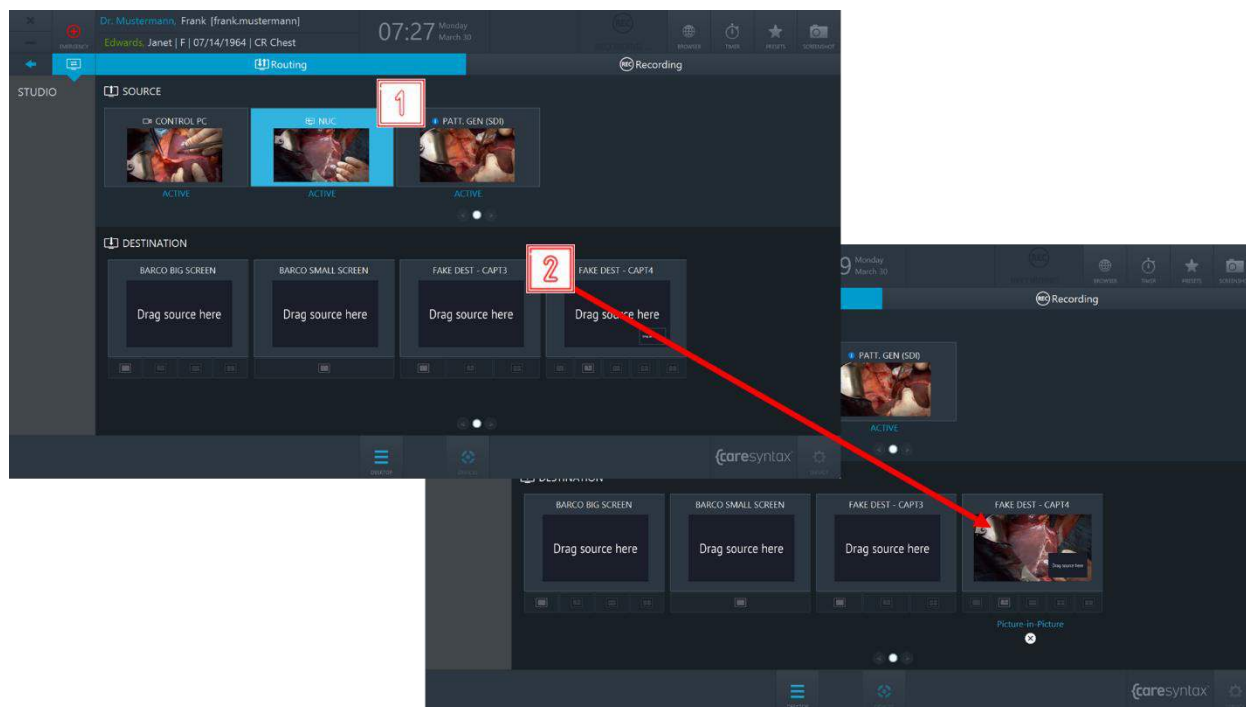 Dr. Mustermann, Frank [frank.mustermann]
Edwards, Janet | F | 07/14/1964 | CR Chest
07:27 Monday
March 30
EMERGENCY
BROWSER TIMER PRESETS SCREENSHOT
Routing
REC Recording
STUDIO
SOURCE
1
CONTROL PC NUC PATT. GEN (SDI)
ACTIVE ACTIVE ACTIVE
DESTINATION
2
BARCO BIG SCREEN BARCO SMALL SCREEN FAKE DEST - CAPT3 FAKE DEST - CAPT4
Drag source here Drag source here Drag source here Drag source here
DESKTOP
{caresyntax
9 Monday
March 30
BROWSER TIMER PRESETS
REC Recording
PATT. GEN (SDI)
ACTIVE
DESTINATION
BARCO BIG SCREEN BARCO SMALL SCREEN FAKE DEST - CAPT3 FAKE DEST - CAPT4
Drag source here Drag source here Drag source here
Drag source here
Picture-in-Picture
{caresyntax